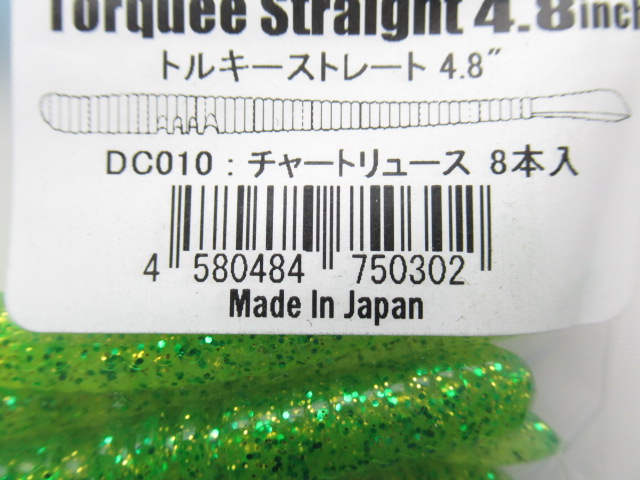 Torquee Straight 4.8inch
トルキーストレート 4.8"
DC010：チャートリュース 8本入
4 580484 750302
Made In Japan